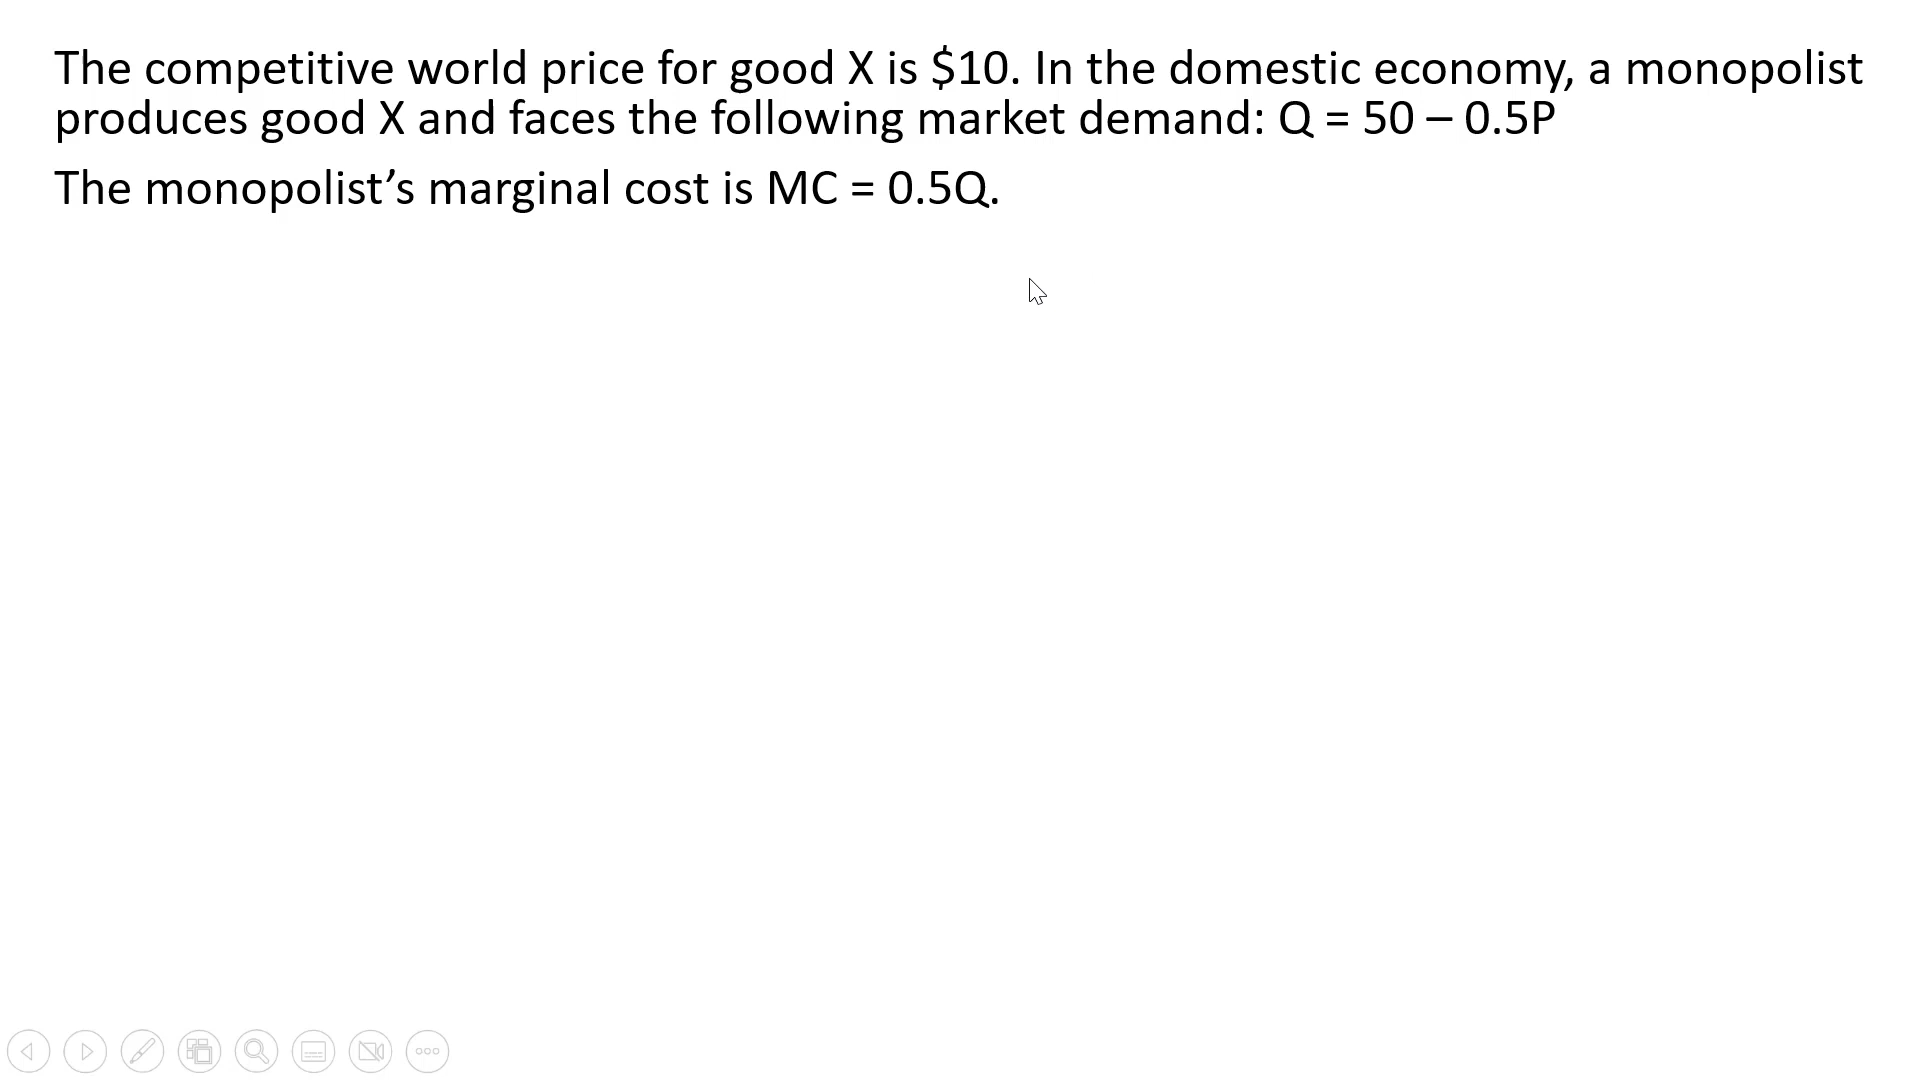 The competitive world price for good X is $10. In the domestic economy, a monopolist
produces good X and faces the following market demand: Q = 50 – 0.5P
The monopolist’s marginal cost is MC = 0.5Q.